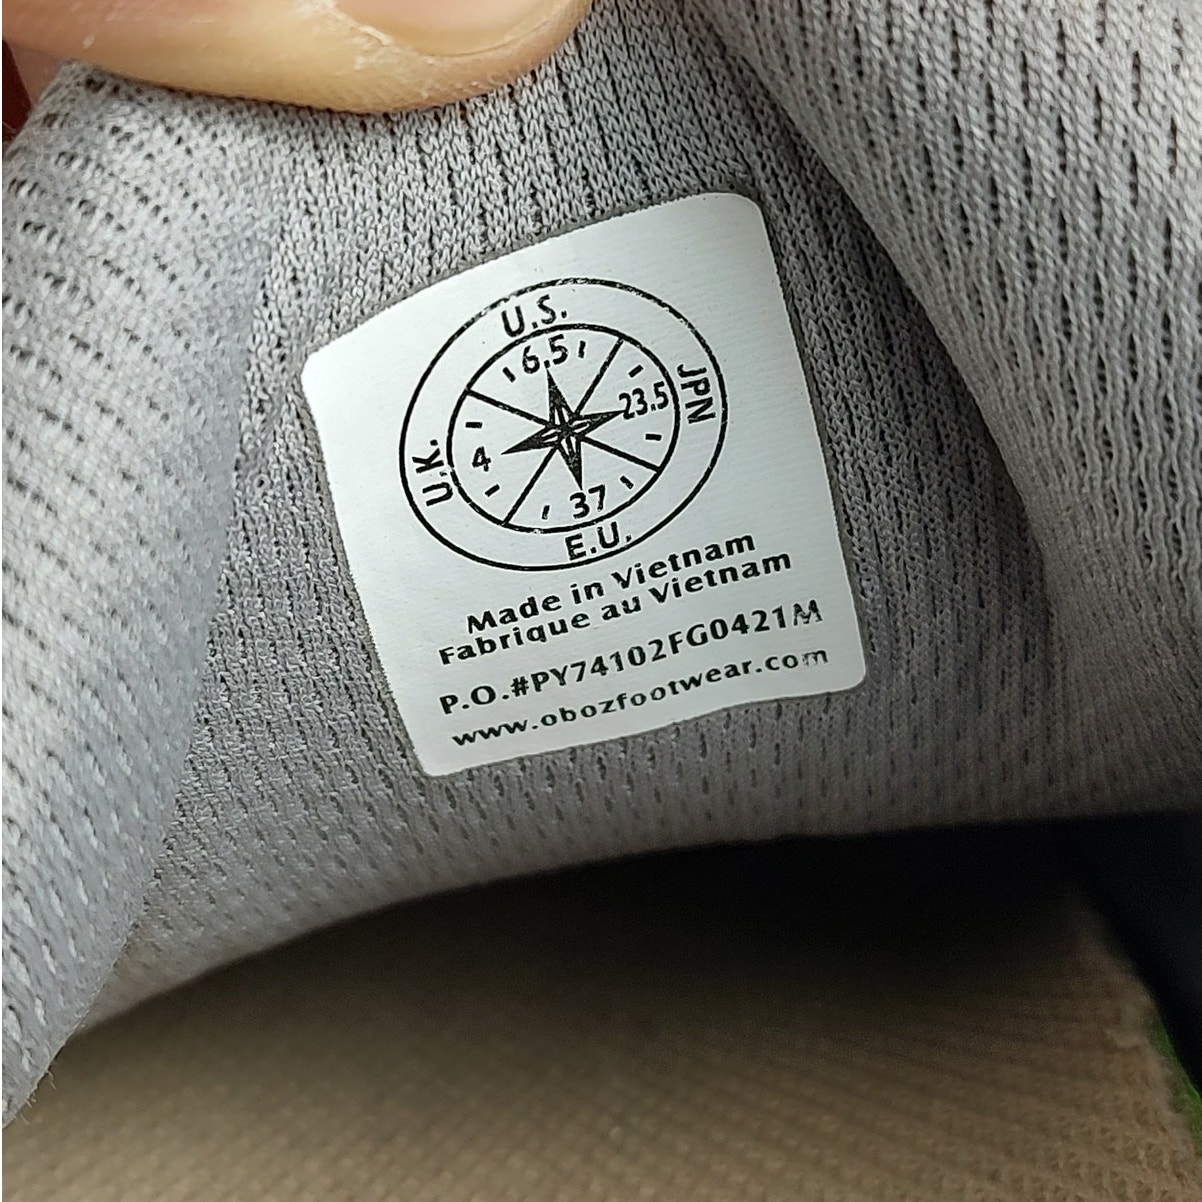 U.S.
6.5
JPN
23.5
U.K.
4
37
E.U.
Made in Vietnam
Fabrique au Vietnam
P.O.#PY74102FG0421M
www.obozfootwear.com